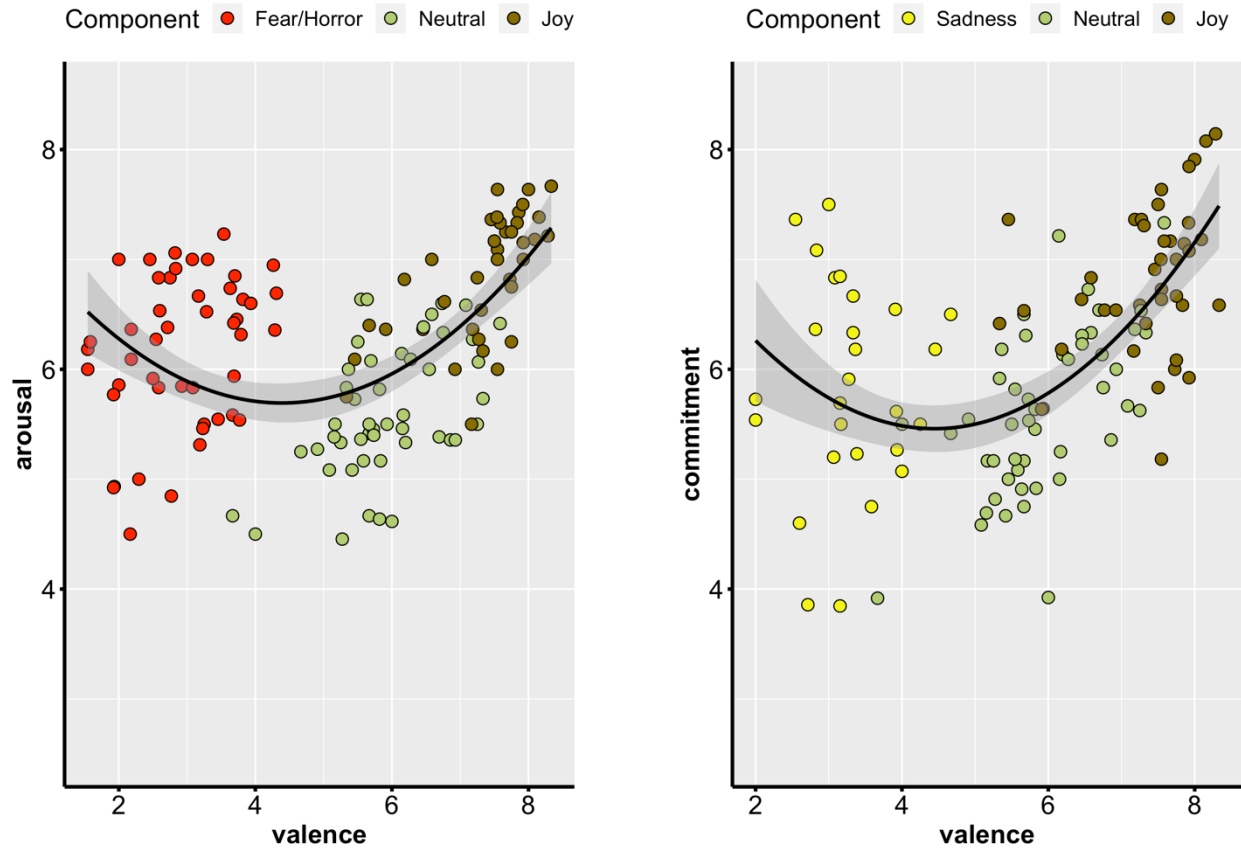 Component Fear/Horror Neutral Joy
8
6
4
arousal
2 4 6 8
valence
Component Sadness Neutral Joy
8
6
4
commitment
2 4 6 8
valence